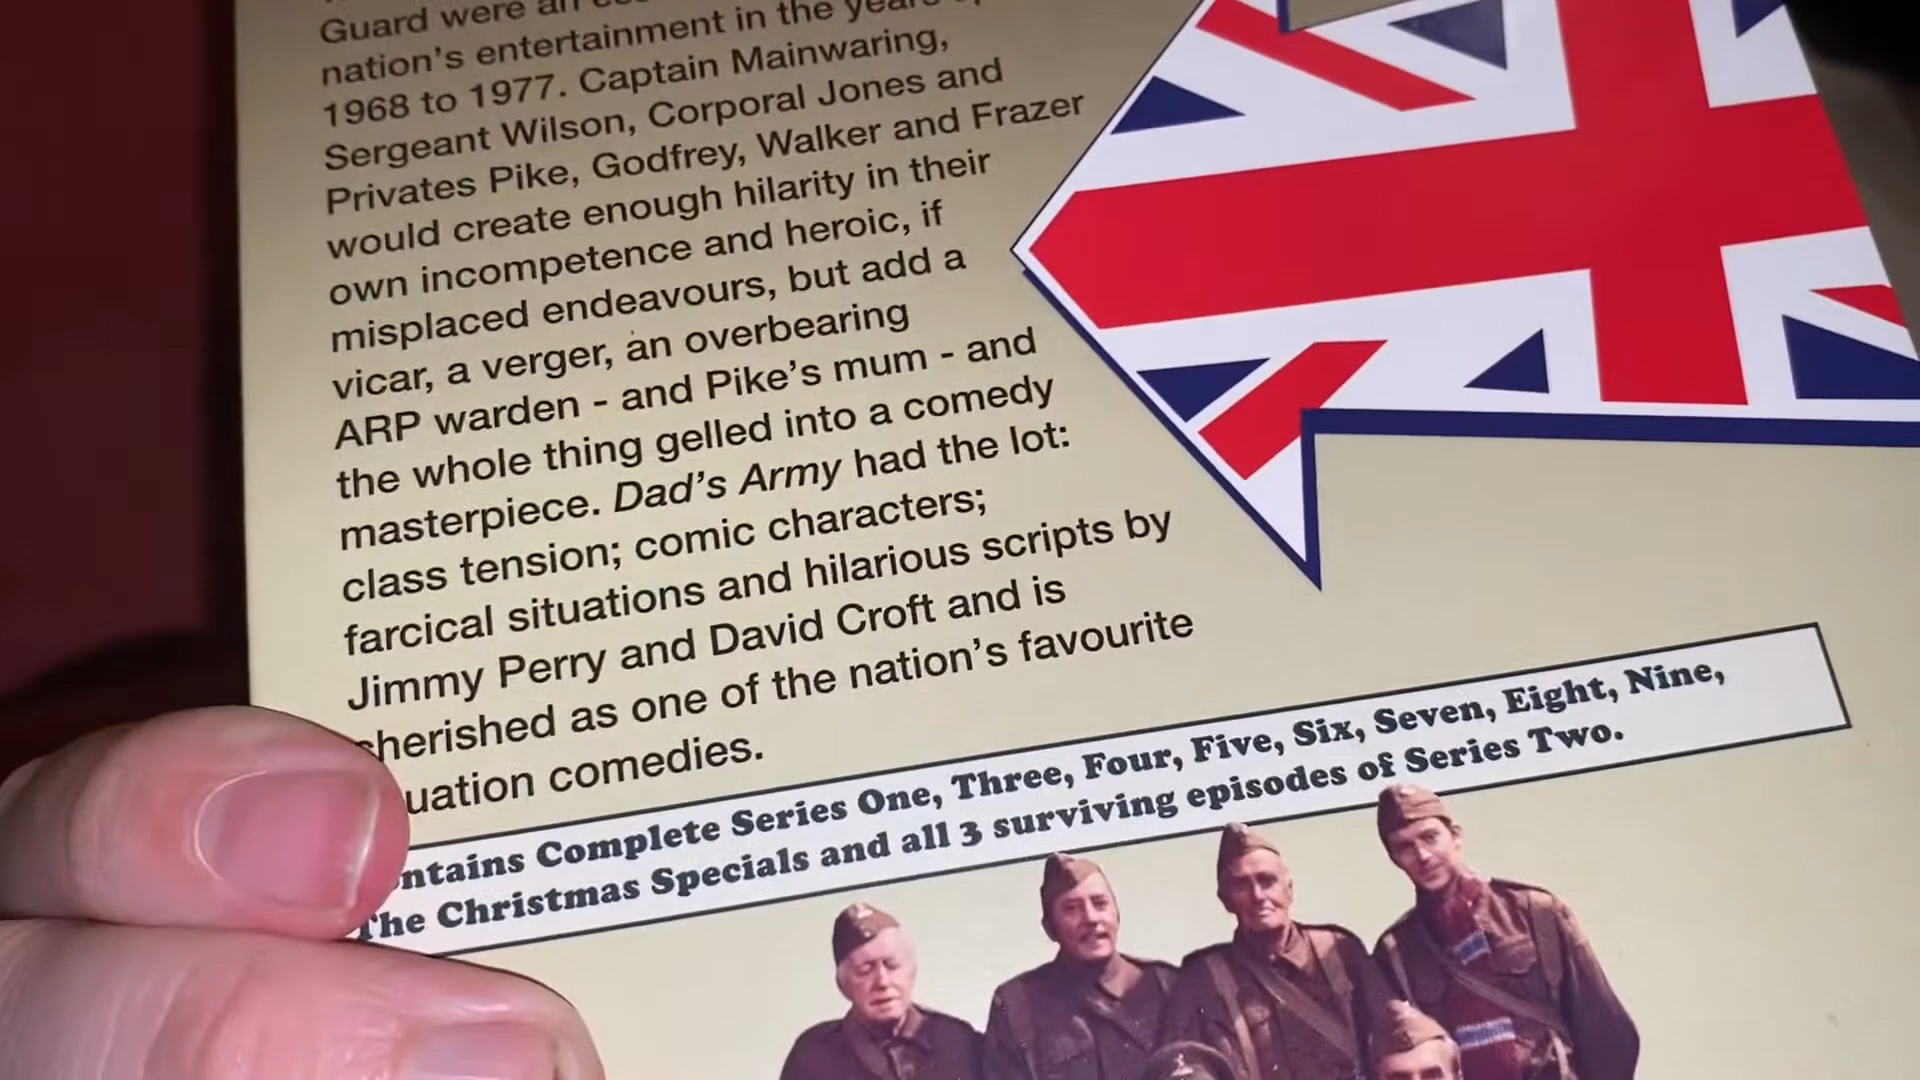 Guard were an
nation's entertainment in the years
1968 to 1977. Captain Mainwaring,
Sergeant Wilson, Corporal Jones and
Privates Pike, Godfrey, Walker and Frazer
would create enough hilarity in their
own incompetence and heroic, if
misplaced endeavours, but add a
vicar, a verger, an overbearing
ARP warden - and Pike's mum - and
the whole thing gelled into a comedy
masterpiece. Dad's Army had the lot:
class tension; comic characters;
farcical situations and hilarious scripts by
Jimmy Perry and David Croft and is
cherished as one of the nation's favourite
uation comedies.
ntains Complete Series One, Three, Four, Five, Six, Seven, Eight, Nine,
The Christmas Specials and all 3 surviving episodes of Series Two.